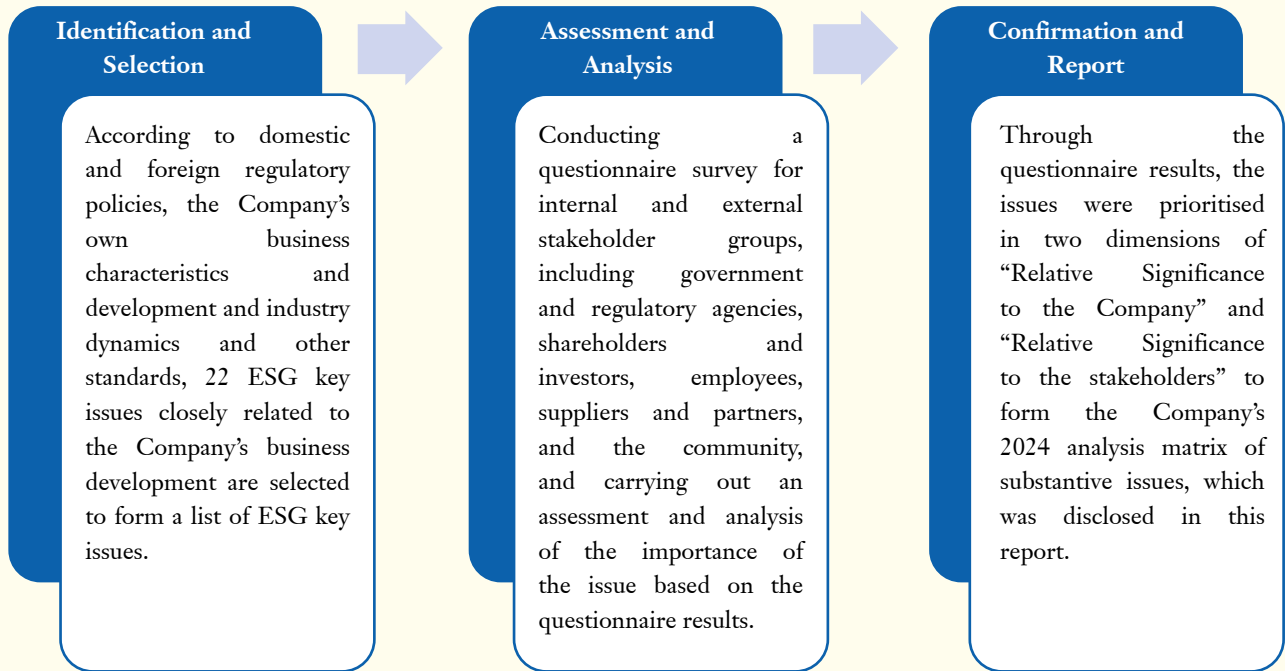 Identification and
Selection
According to domestic
and foreign regulatory
policies, the Company’s
own business
characteristics and
development and industry
dynamics and other
standards, 22 ESG key
issues closely related to
the Company’s business
development are selected
to form a list of ESG key
issues.
Assessment and
Analysis
Conducting a
questionnaire survey for
internal and external
stakeholder groups,
including government
and regulatory agencies,
shareholders and
investors, employees,
suppliers and partners,
and the community,
and carrying out an
assessment and analysis
of the importance of
the issue based on the
questionnaire results.
Confirmation and
Report
Through the
questionnaire results, the
issues were prioritised
in two dimensions of
“Relative Significance
to the Company” and
“Relative Significance
to the stakeholders” to
form the Company’s
2024 analysis matrix of
substantive issues, which
was disclosed in this
report.